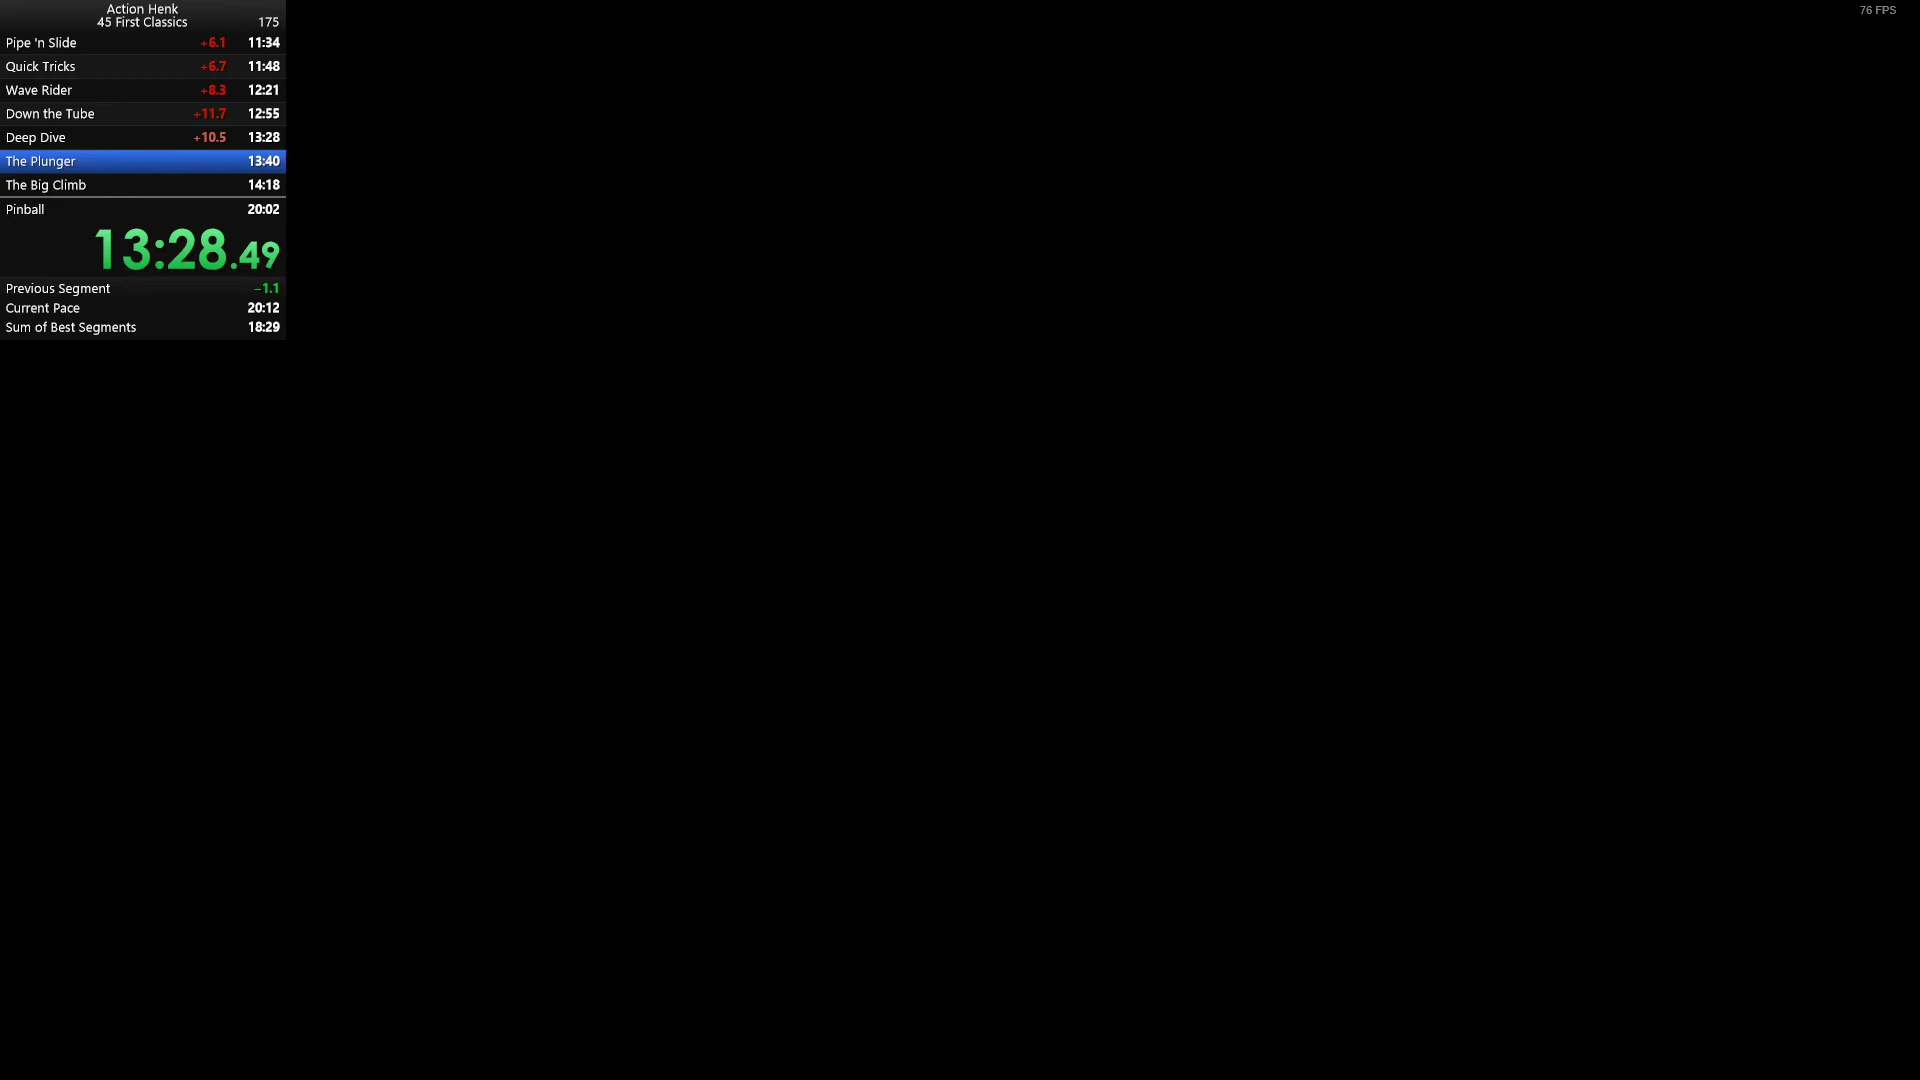 Action Henk
45 First Classics 175
Pipe 'n Slide +6.1 11:34
Quick Tricks +6.7 11:48
Wave Rider +8.3 12:21
Down the Tube +11.7 12:55
Deep Dive +10.5 13:28
The Plunger 13:40
The Big Climb 14:18
Pinball 20:02
13:28.49
Previous Segment −1.1
Current Pace 20:12
Sum of Best Segments 18:29
76 FPS